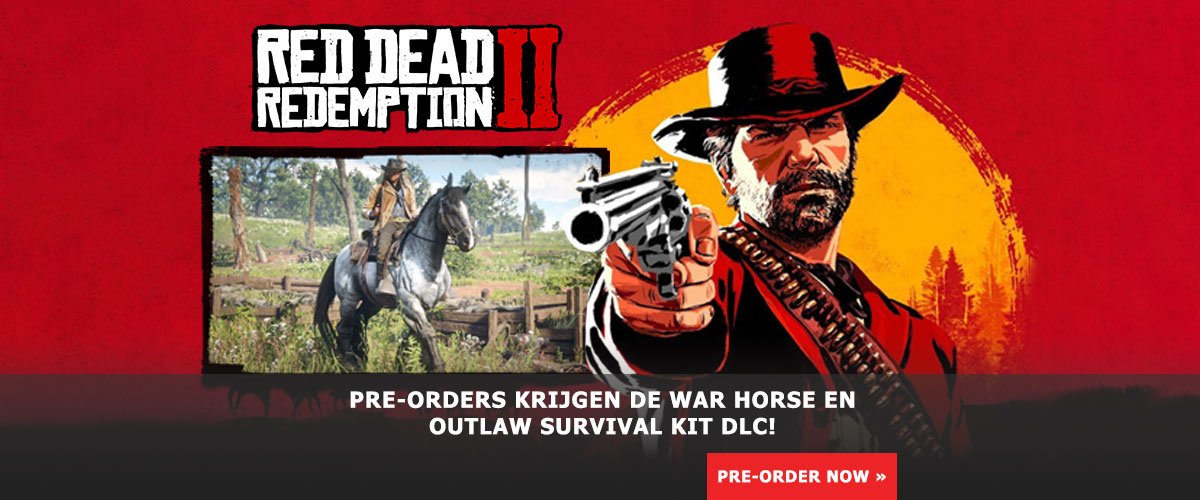 RED DEAD
REDEMPTION II
PRE-ORDERS KRIJGEN DE WAR HORSE EN
OUTLAW SURVIVAL KIT DLC!
PRE-ORDER NOW »